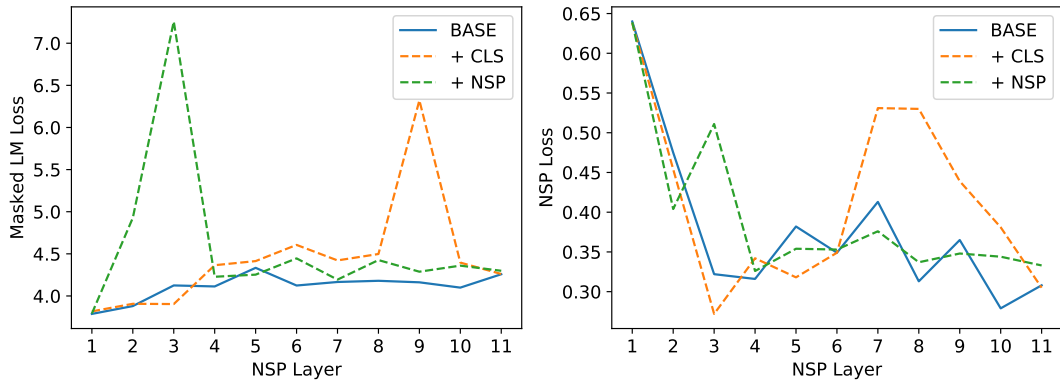 7.0
6.5
6.0
5.5
5.0
4.5
4.0
Masked LM Loss
BASE
+ CLS
+ NSP
1 2 3 4 5 6 7 8 9 10 11
NSP Layer
0.65
0.60
0.55
0.50
0.45
0.40
0.35
0.30
NSP Loss
BASE
+ CLS
+ NSP
1 2 3 4 5 6 7 8 9 10 11
NSP Layer